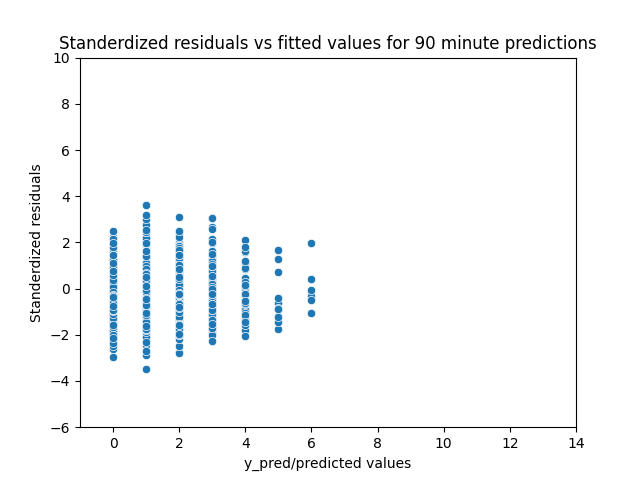 Standerdized residuals vs fitted values for 90 minute predictions
10
8
6
4
2
0
−2
−4
−6
Standerdized residuals
0 2 4 6 8 10 12 14
y_pred/predicted values